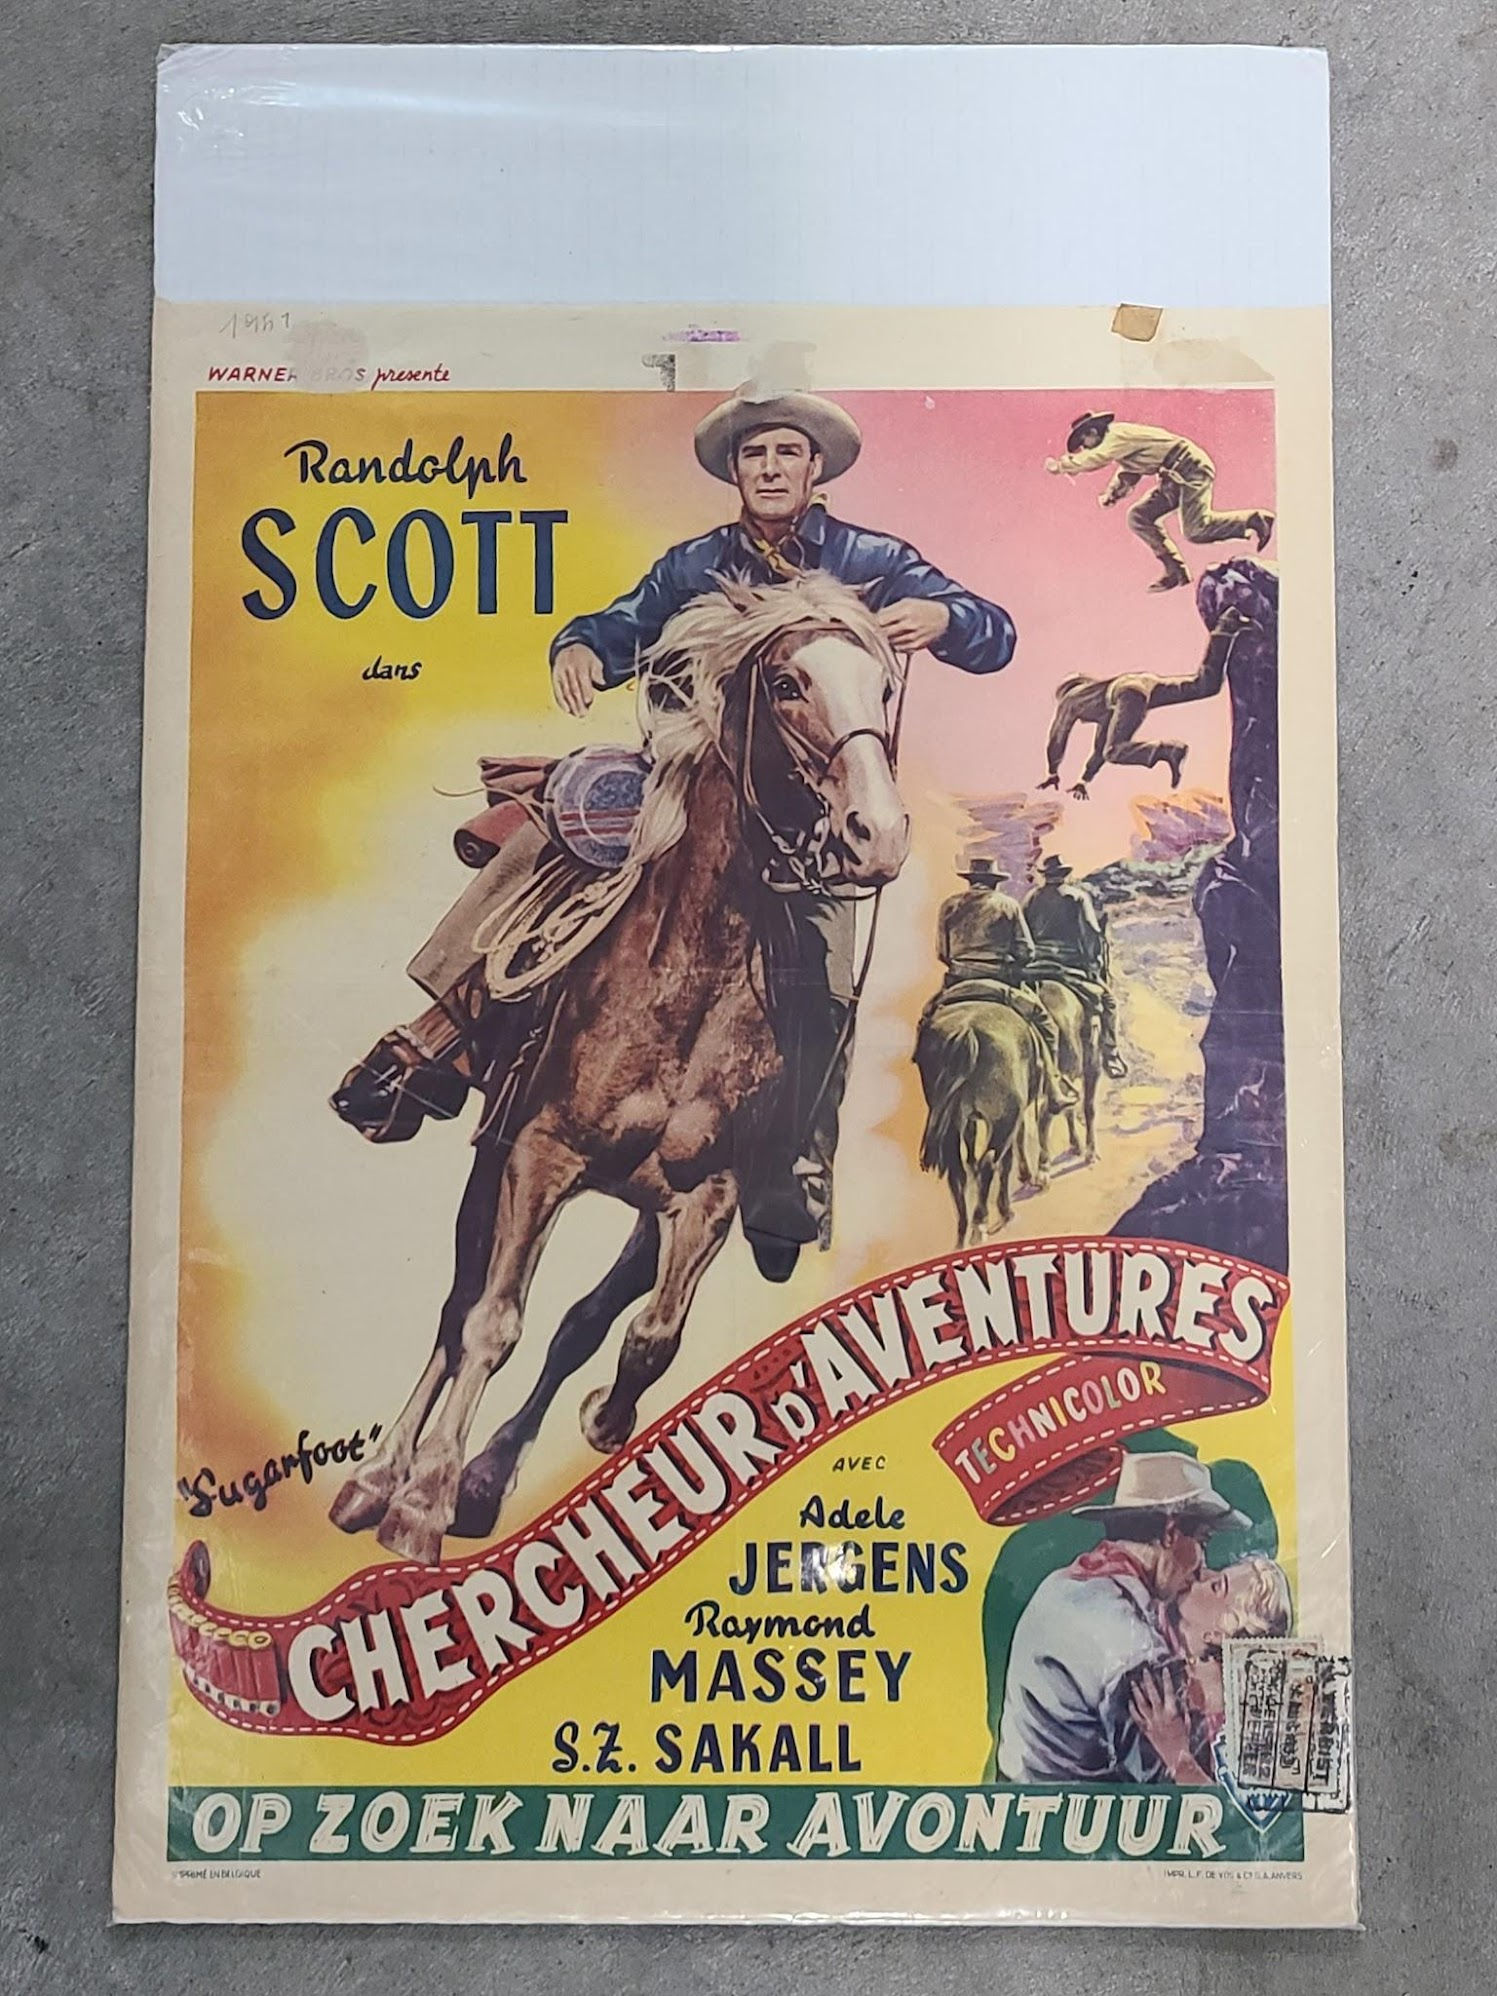 1951
WARNER BROS presente
Randolph
SCOTT
dans
"Sugarfoot"
CHERCHEUR D'AVENTURES
TECHNICOLOR
AVEC
Adele
JERGENS
Raymond
MASSEY
S.Z. SAKALL
OP ZOEK NAAR AVONTUUR
IMPRIMÉ EN BELGIQUE
IMPR. L.F. DE VOS & Co S.A. ANVERS